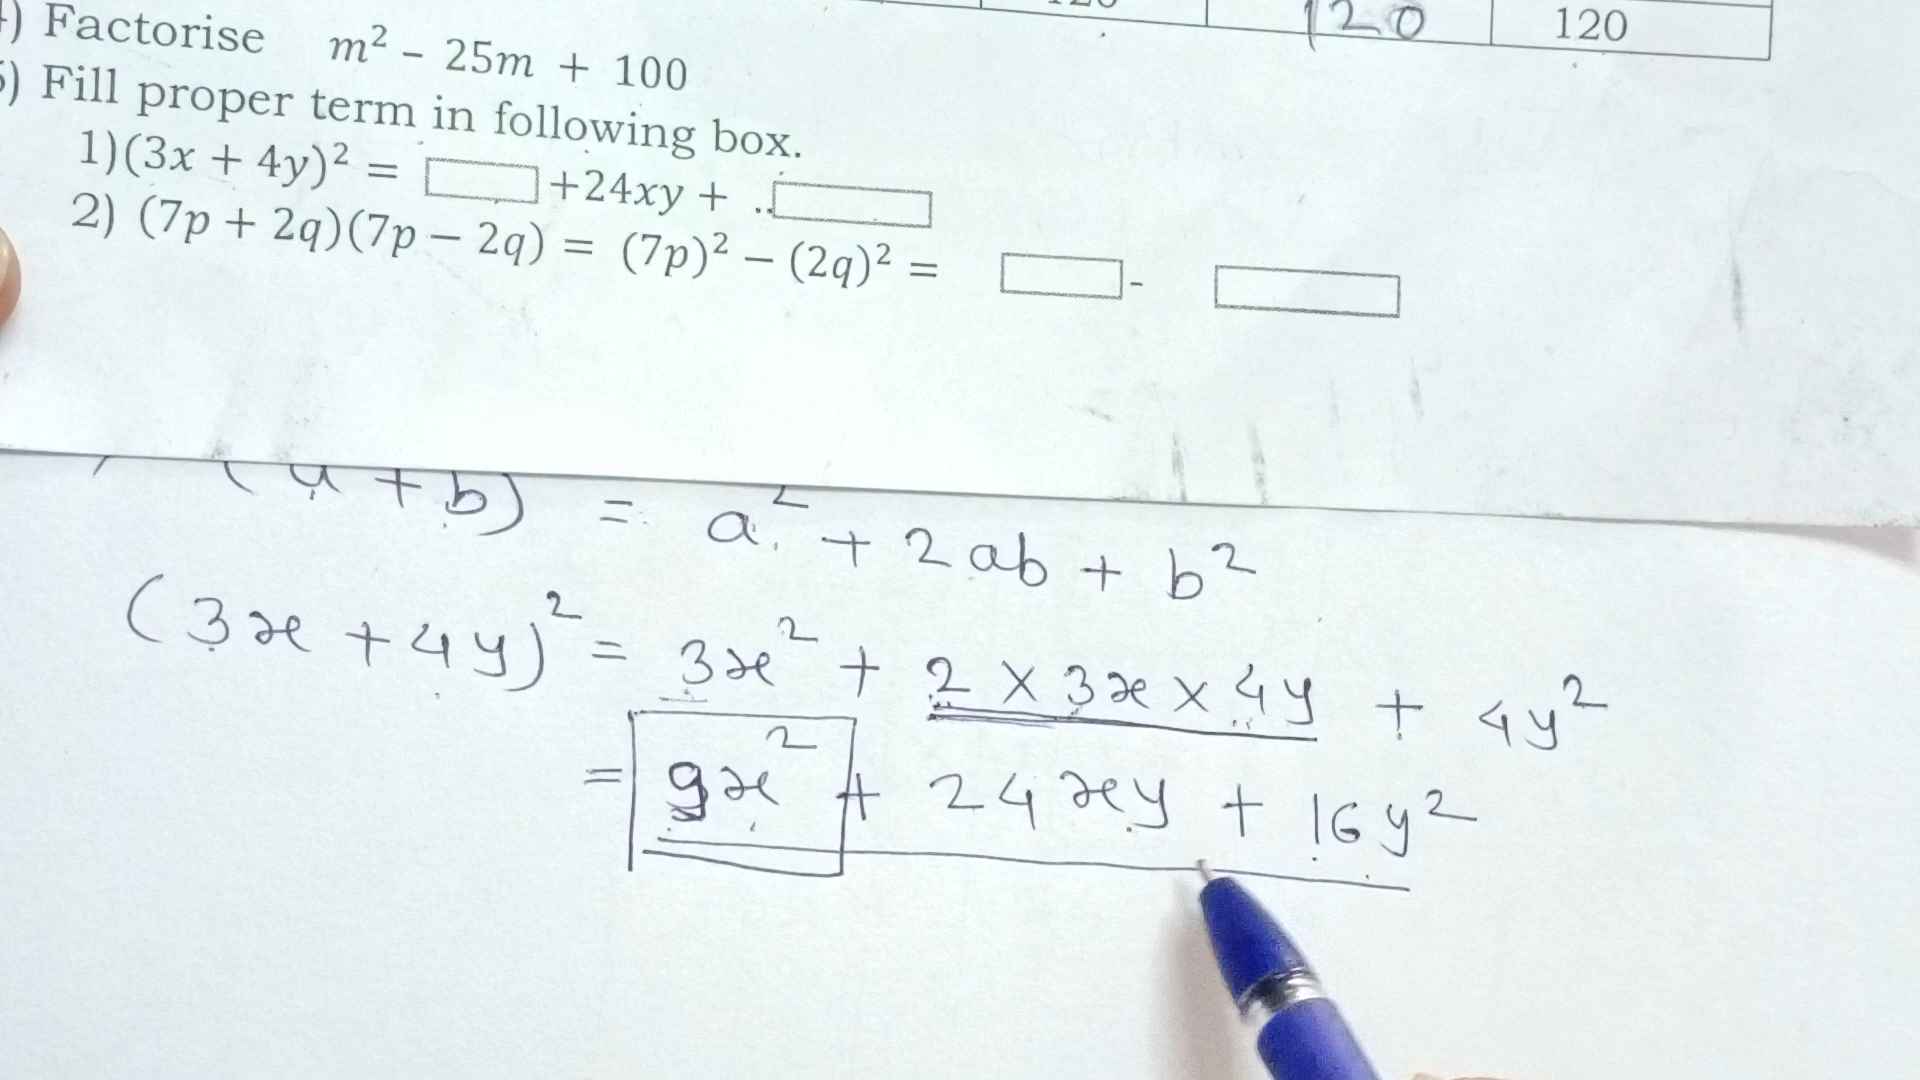 120 120
) Factorise m² - 25m + 100
) Fill proper term in following box.
1)(3x + 4y)² = +24xy + ..
2) (7p + 2q)(7p – 2q) = (7p)² – (2q)² = -
(a + b) = a² + 2ab + b²
(3x + 4y)² = 3x² + 2 × 3x × 4y + 4y²
= 9x² + 24xy + 16y²